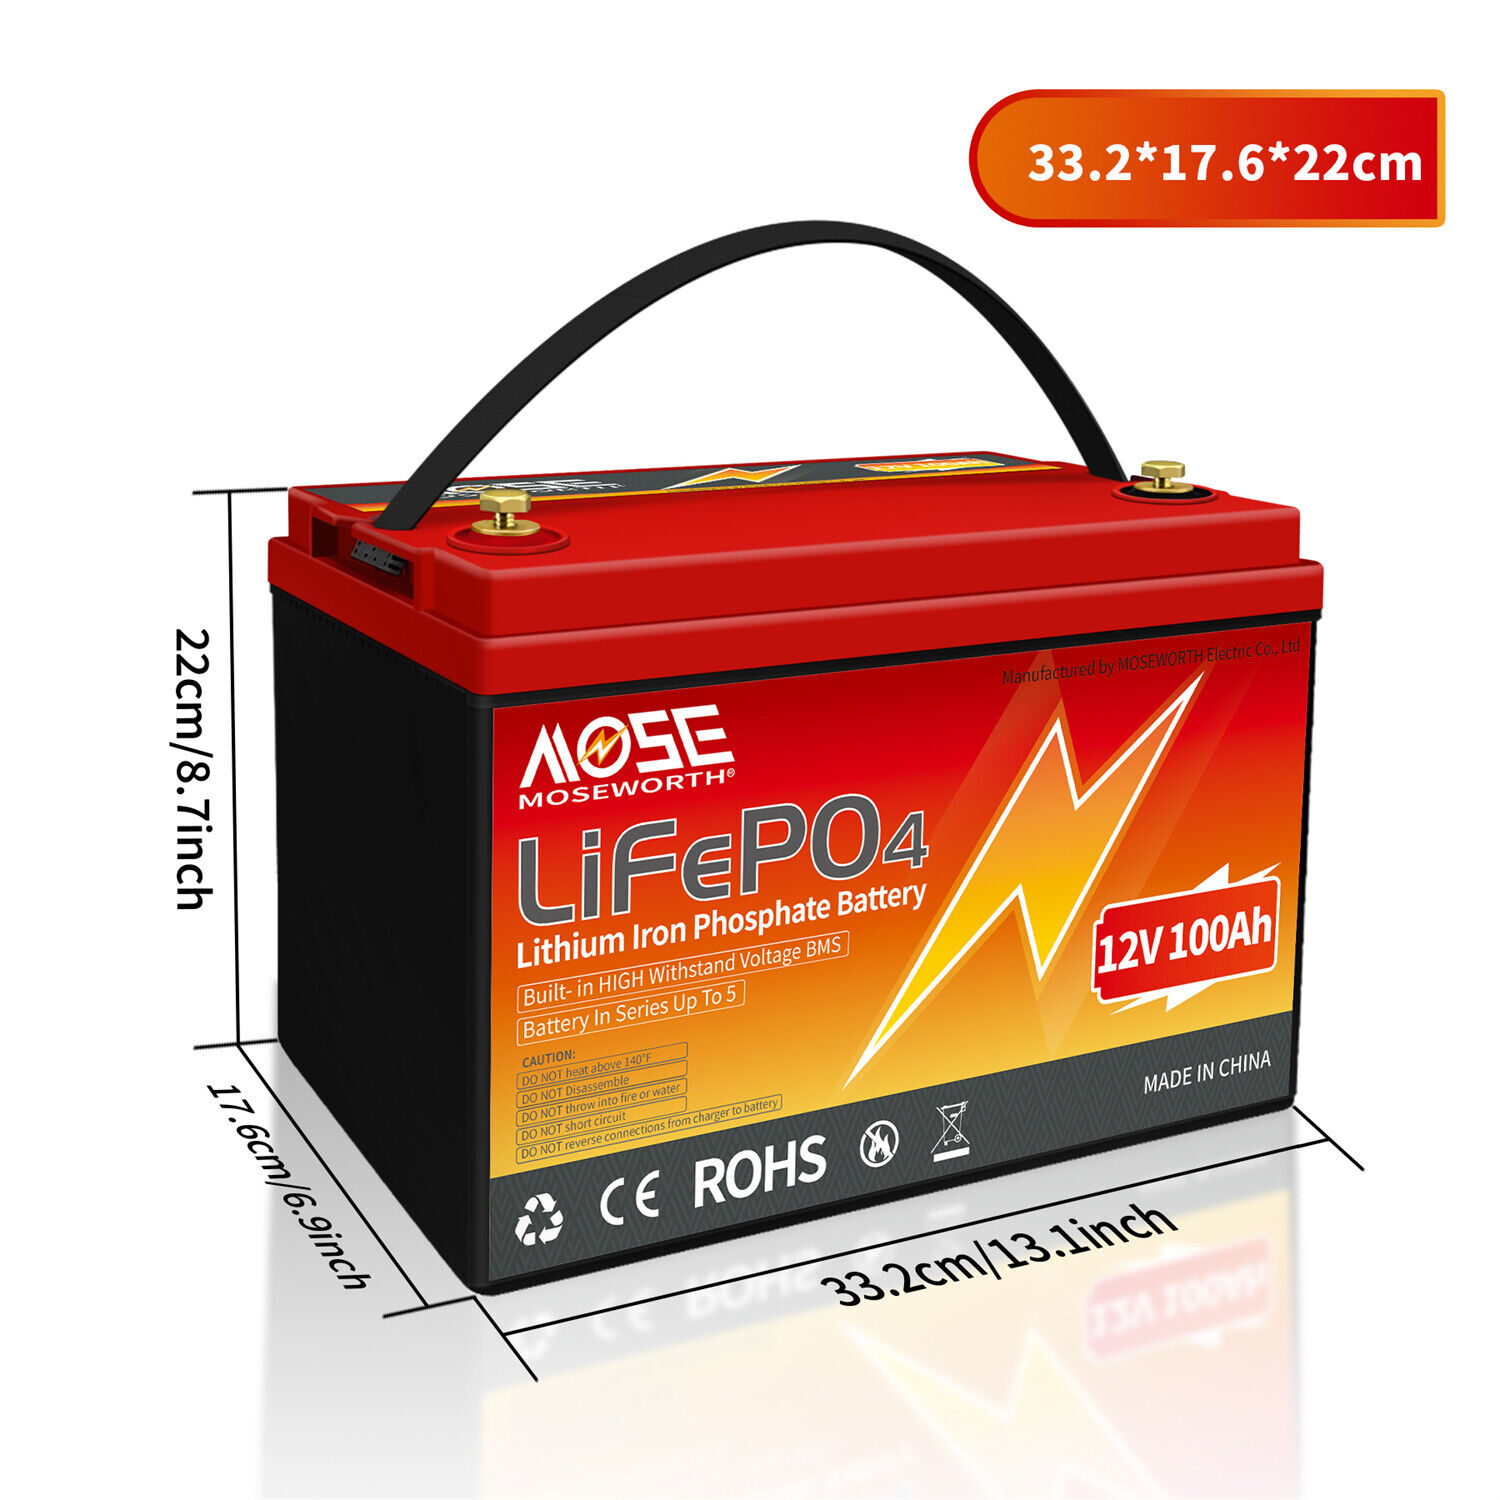 33.2*17.6*22cm
12V 100Ah
22cm/8.7inch
Manufactured by MOSEWORTH Electric Co., Ltd
MOSE
MOSEWORTH®
LiFePO4
Lithium Iron Phosphate Battery
Built- in HIGH Withstand Voltage BMS
Battery In Series Up To 5
12V 100Ah
CAUTION:
DO NOT heat above 140°F
DO NOT Disassemble
DO NOT throw into fire or water
DO NOT short circuit
DO NOT reverse connections from charger to battery
MADE IN CHINA
CE ROHS
17.6cm/6.9inch
33.2cm/13.1inch